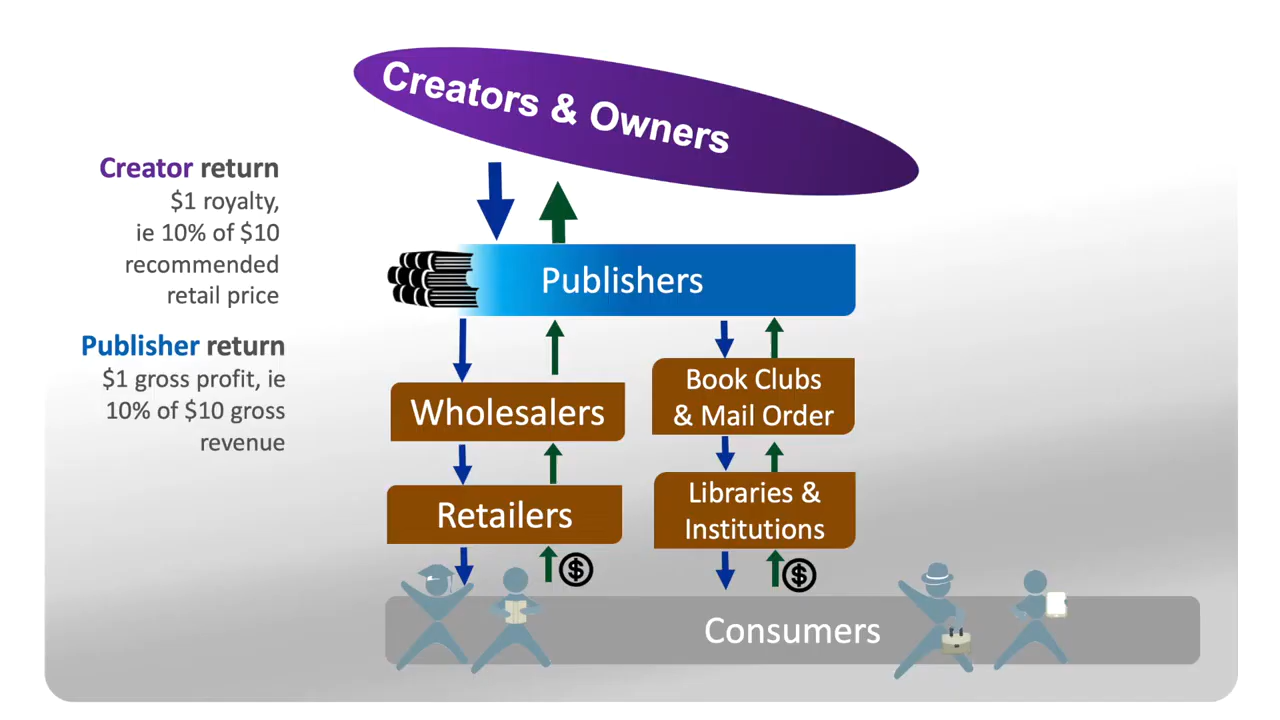 Creators & Owners
Creator return
$1 royalty,
ie 10% of $10
recommended
retail price
Publishers
Publisher return
$1 gross profit, ie
10% of $10 gross
revenue
Wholesalers
Book Clubs
& Mail Order
Retailers
Libraries &
Institutions
$
$
Consumers